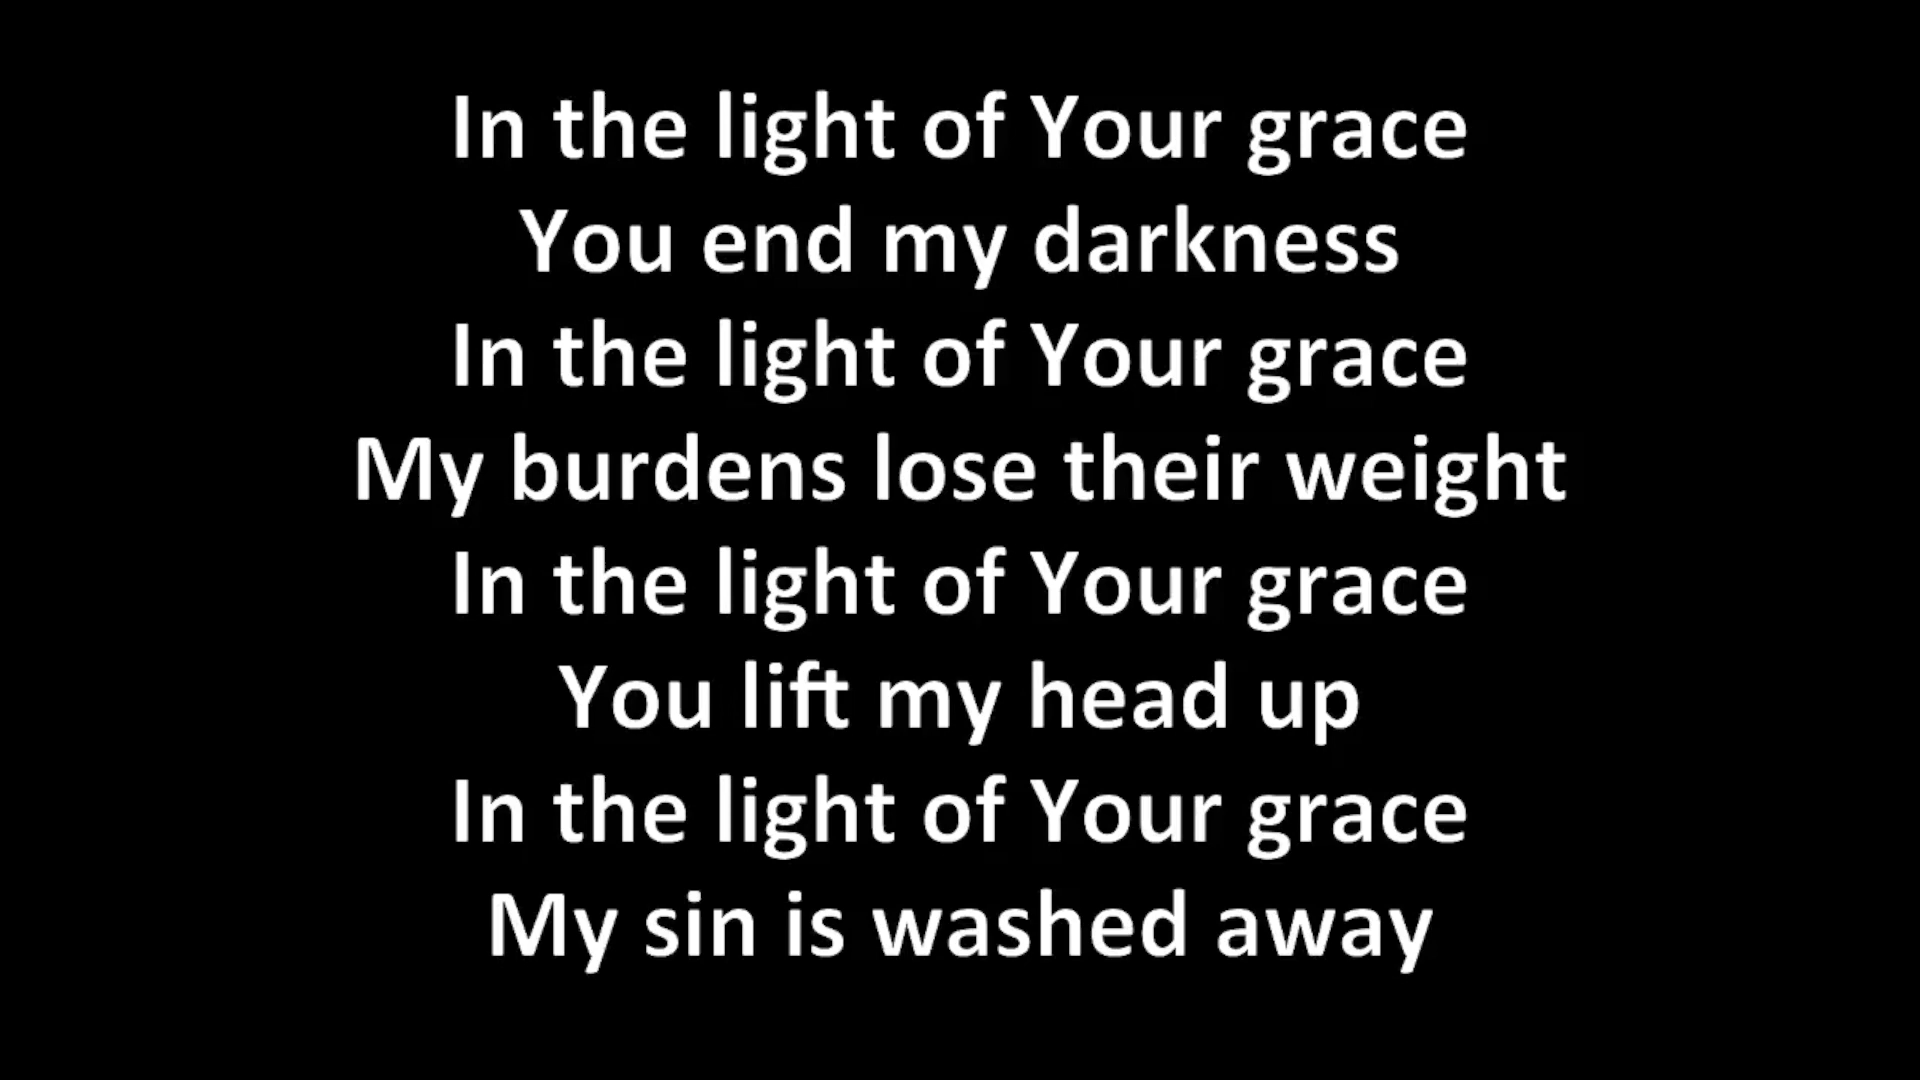 In the light of Your grace
You end my darkness
In the light of Your grace
My burdens lose their weight
In the light of Your grace
You lift my head up
In the light of Your grace
My sin is washed away